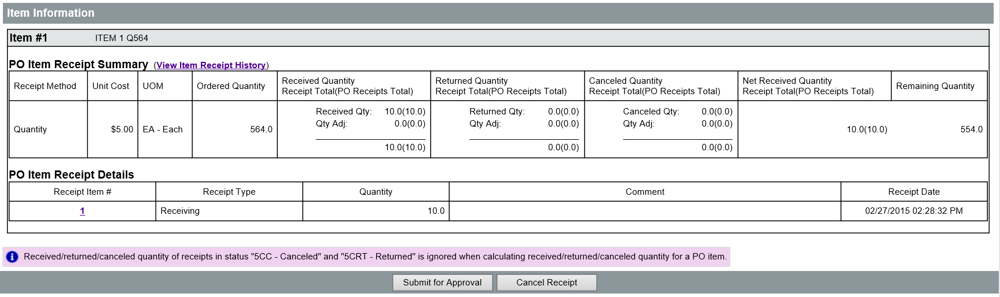 Item Information
Item #1 ITEM 1 Q564
PO Item Receipt Summary (View Item Receipt History)
Receipt Method Unit Cost UOM Ordered Quantity Received Quantity Receipt Total(PO Receipts Total) Returned Quantity Receipt Total(PO Receipts Total) Canceled Quantity Receipt Total(PO Receipts Total) Net Received Quantity Receipt Total(PO Receipts Total) Remaining Quantity
Received Qty: 10.0(10.0) Returned Qty: 0.0(0.0) Canceled Qty: 0.0(0.0)
Qty Adj: 0.0(0.0) Qty Adj: 0.0(0.0) Qty Adj: 0.0(0.0)
Quantity $5.00 EA - Each 564.0 10.0(10.0) 554.0
10.0(10.0) 0.0(0.0) 0.0(0.0)
PO Item Receipt Details
Receipt Item # Receipt Type Quantity Comment Receipt Date
1 Receiving 10.0 02/27/2015 02:28:32 PM
Received/returned/canceled quantity of receipts in status "5CC - Canceled" and "5CRT - Returned" is ignored when calculating received/returned/canceled quantity for a PO item.
Submit for Approval Cancel Receipt